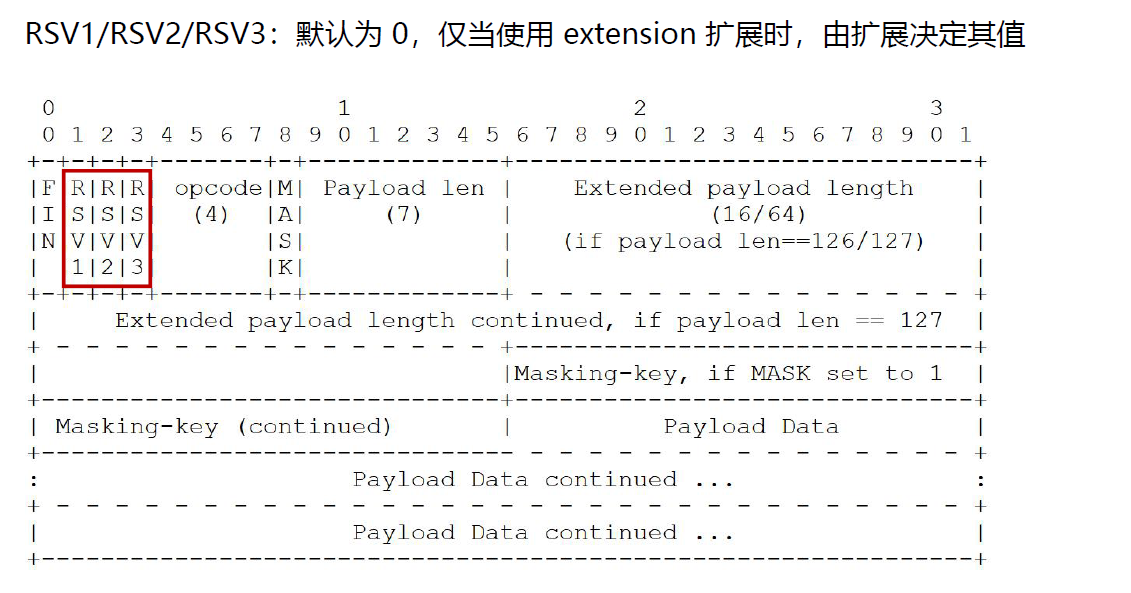 RSV1/RSV2/RSV3：默认为 0，仅当使用 extension 扩展时，由扩展决定其值
 0                   1                   2                   3
 0 1 2 3 4 5 6 7 8 9 0 1 2 3 4 5 6 7 8 9 0 1 2 3 4 5 6 7 8 9 0 1
+-+-+-+-+-------+-+-------------+-------------------------------+
|F|R|R|R| opcode|M| Payload len |    Extended payload length    |
|I|S|S|S|  (4)  |A|     (7)     |             (16/64)           |
|N|V|V|V|       |S|             |   (if payload len==126/127)   |
| |1|2|3|       |K|             |                               |
+-+-+-+-+-------+-+-------------+ - - - - - - - - - - - - - - - +
|     Extended payload length continued, if payload len == 127  |
+ - - - - - - - - - - - - - - - +-------------------------------+
|                               |Masking-key, if MASK set to 1  |
+-------------------------------+-------------------------------+
| Masking-key (continued)       |          Payload Data         |
+-------------------------------- - - - - - - - - - - - - - - - +
:                     Payload Data continued ...                :
+ - - - - - - - - - - - - - - - - - - - - - - - - - - - - - - - +
|                     Payload Data continued ...                |
+---------------------------------------------------------------+